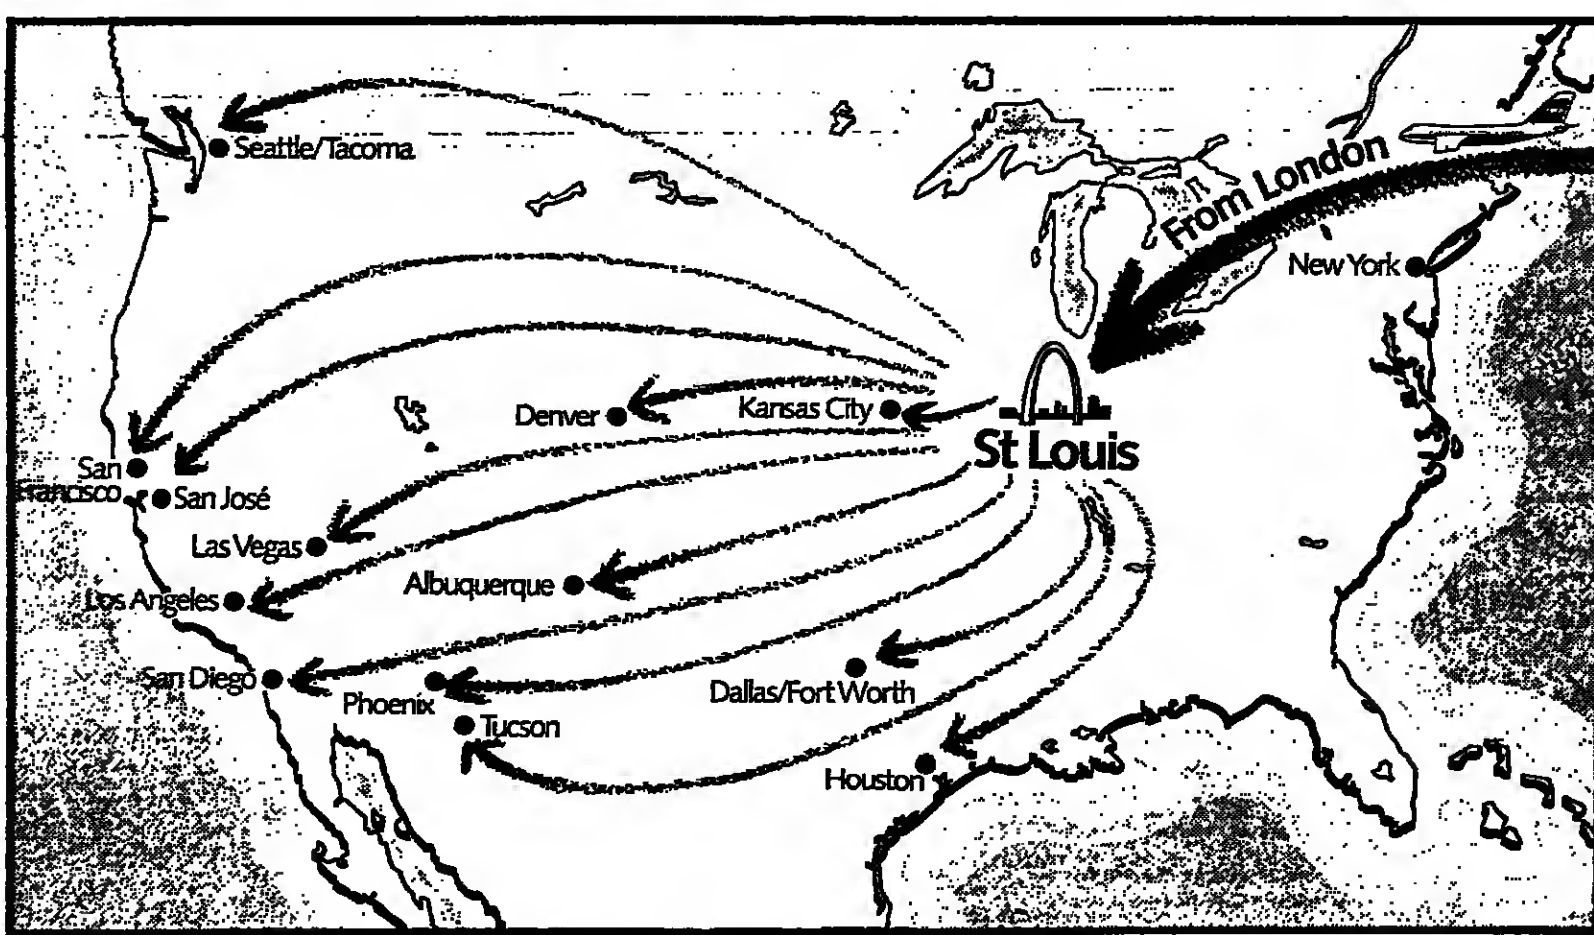 Seattle/Tacoma
From London
New York
Denver
Kansas City
St Louis
San
Francisco
San José
Las Vegas
Albuquerque
Los Angeles
San Diego
Phoenix
Dallas/Fort Worth
Tucson
Houston